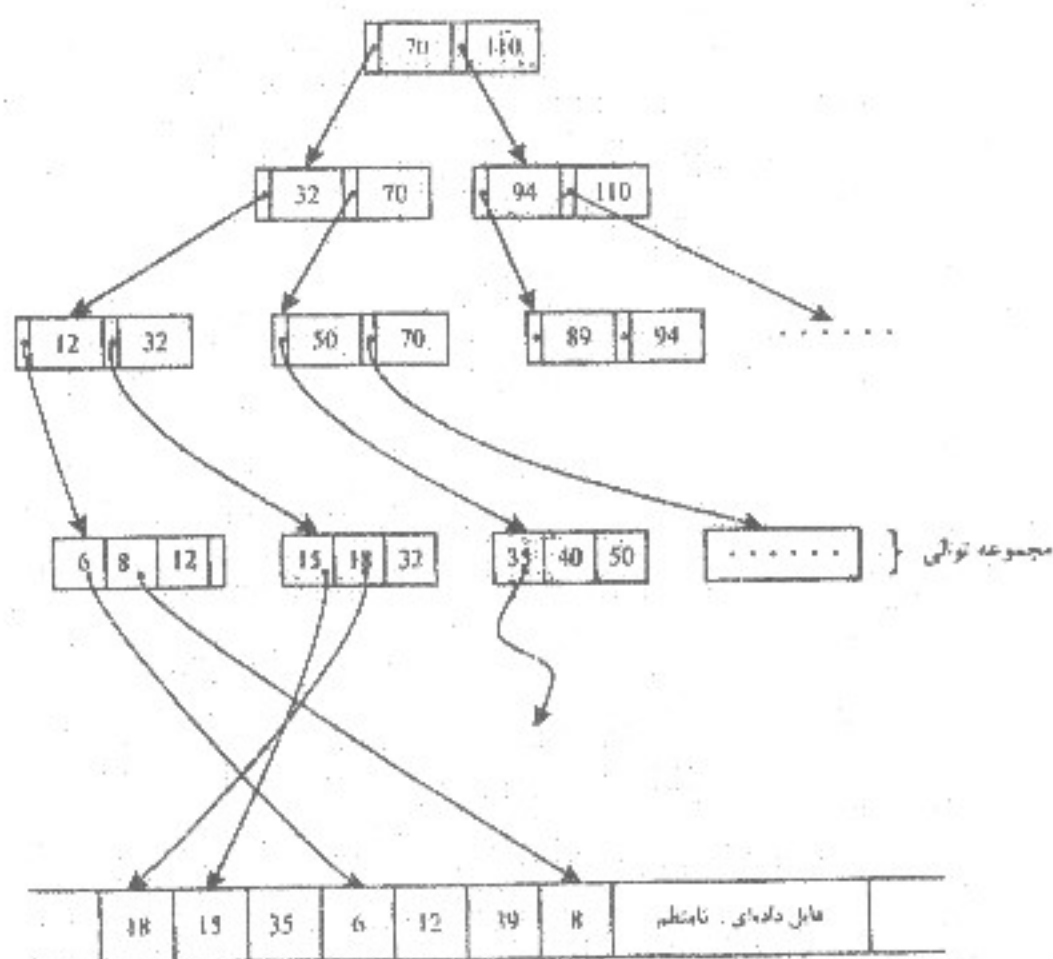 70 110
32 70 94 110
12 32 50 70 89 94 . . . . . .
6 8 12 15 18 32 35 40 50 . . . . . . مجموعه توالی
18 15 35 6 12 39 8 فایل داده‌ای . نامنظم